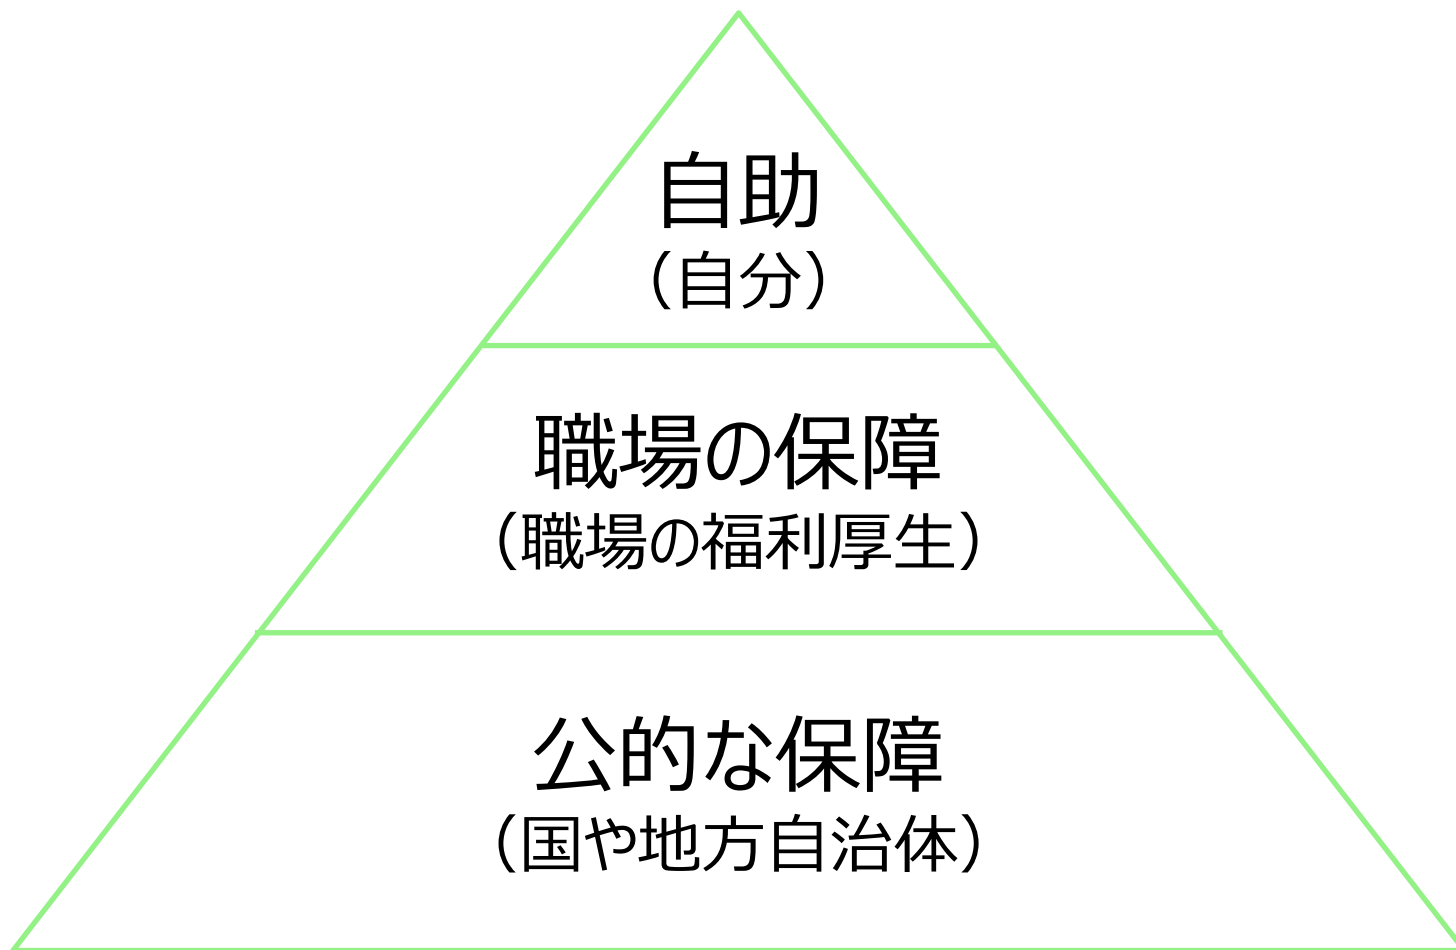 自助
（自分）
職場の保障
（職場の福利厚生）
公的な保障
（国や地方自治体）